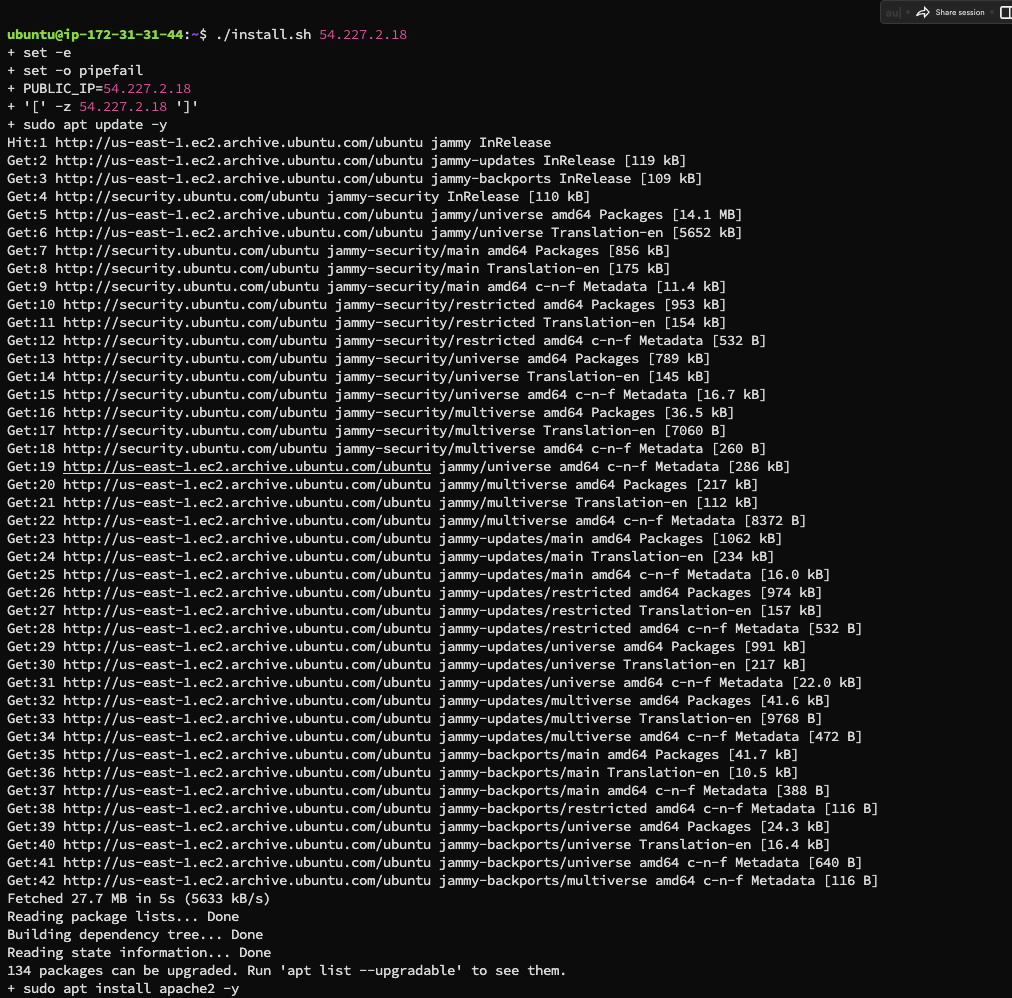 Share session
ubuntu@ip-172-31-31-44:~$ ./install.sh 54.227.2.18
+ set -e
+ set -o pipefail
+ PUBLIC_IP=54.227.2.18
+ '[' -z 54.227.2.18 ']'
+ sudo apt update -y
Hit:1 http://us-east-1.ec2.archive.ubuntu.com/ubuntu jammy InRelease
Get:2 http://us-east-1.ec2.archive.ubuntu.com/ubuntu jammy-updates InRelease [119 kB]
Get:3 http://us-east-1.ec2.archive.ubuntu.com/ubuntu jammy-backports InRelease [109 kB]
Get:4 http://security.ubuntu.com/ubuntu jammy-security InRelease [110 kB]
Get:5 http://us-east-1.ec2.archive.ubuntu.com/ubuntu jammy/universe amd64 Packages [14.1 MB]
Get:6 http://us-east-1.ec2.archive.ubuntu.com/ubuntu jammy/universe Translation-en [5652 kB]
Get:7 http://security.ubuntu.com/ubuntu jammy-security/main amd64 Packages [856 kB]
Get:8 http://security.ubuntu.com/ubuntu jammy-security/main Translation-en [175 kB]
Get:9 http://security.ubuntu.com/ubuntu jammy-security/main amd64 c-n-f Metadata [11.4 kB]
Get:10 http://security.ubuntu.com/ubuntu jammy-security/restricted amd64 Packages [953 kB]
Get:11 http://security.ubuntu.com/ubuntu jammy-security/restricted Translation-en [154 kB]
Get:12 http://security.ubuntu.com/ubuntu jammy-security/restricted amd64 c-n-f Metadata [532 B]
Get:13 http://security.ubuntu.com/ubuntu jammy-security/universe amd64 Packages [789 kB]
Get:14 http://security.ubuntu.com/ubuntu jammy-security/universe Translation-en [145 kB]
Get:15 http://security.ubuntu.com/ubuntu jammy-security/universe amd64 c-n-f Metadata [16.7 kB]
Get:16 http://security.ubuntu.com/ubuntu jammy-security/multiverse amd64 Packages [36.5 kB]
Get:17 http://security.ubuntu.com/ubuntu jammy-security/multiverse Translation-en [7060 B]
Get:18 http://security.ubuntu.com/ubuntu jammy-security/multiverse amd64 c-n-f Metadata [260 B]
Get:19 http://us-east-1.ec2.archive.ubuntu.com/ubuntu jammy/universe amd64 c-n-f Metadata [286 kB]
Get:20 http://us-east-1.ec2.archive.ubuntu.com/ubuntu jammy/multiverse amd64 Packages [217 kB]
Get:21 http://us-east-1.ec2.archive.ubuntu.com/ubuntu jammy/multiverse Translation-en [112 kB]
Get:22 http://us-east-1.ec2.archive.ubuntu.com/ubuntu jammy/multiverse amd64 c-n-f Metadata [8372 B]
Get:23 http://us-east-1.ec2.archive.ubuntu.com/ubuntu jammy-updates/main amd64 Packages [1062 kB]
Get:24 http://us-east-1.ec2.archive.ubuntu.com/ubuntu jammy-updates/main Translation-en [234 kB]
Get:25 http://us-east-1.ec2.archive.ubuntu.com/ubuntu jammy-updates/main amd64 c-n-f Metadata [16.0 kB]
Get:26 http://us-east-1.ec2.archive.ubuntu.com/ubuntu jammy-updates/restricted amd64 Packages [974 kB]
Get:27 http://us-east-1.ec2.archive.ubuntu.com/ubuntu jammy-updates/restricted Translation-en [157 kB]
Get:28 http://us-east-1.ec2.archive.ubuntu.com/ubuntu jammy-updates/restricted amd64 c-n-f Metadata [532 B]
Get:29 http://us-east-1.ec2.archive.ubuntu.com/ubuntu jammy-updates/universe amd64 Packages [991 kB]
Get:30 http://us-east-1.ec2.archive.ubuntu.com/ubuntu jammy-updates/universe Translation-en [217 kB]
Get:31 http://us-east-1.ec2.archive.ubuntu.com/ubuntu jammy-updates/universe amd64 c-n-f Metadata [22.0 kB]
Get:32 http://us-east-1.ec2.archive.ubuntu.com/ubuntu jammy-updates/multiverse amd64 Packages [41.6 kB]
Get:33 http://us-east-1.ec2.archive.ubuntu.com/ubuntu jammy-updates/multiverse Translation-en [9768 B]
Get:34 http://us-east-1.ec2.archive.ubuntu.com/ubuntu jammy-updates/multiverse amd64 c-n-f Metadata [472 B]
Get:35 http://us-east-1.ec2.archive.ubuntu.com/ubuntu jammy-backports/main amd64 Packages [41.7 kB]
Get:36 http://us-east-1.ec2.archive.ubuntu.com/ubuntu jammy-backports/main Translation-en [10.5 kB]
Get:37 http://us-east-1.ec2.archive.ubuntu.com/ubuntu jammy-backports/main amd64 c-n-f Metadata [388 B]
Get:38 http://us-east-1.ec2.archive.ubuntu.com/ubuntu jammy-backports/restricted amd64 c-n-f Metadata [116 B]
Get:39 http://us-east-1.ec2.archive.ubuntu.com/ubuntu jammy-backports/universe amd64 Packages [24.3 kB]
Get:40 http://us-east-1.ec2.archive.ubuntu.com/ubuntu jammy-backports/universe Translation-en [16.4 kB]
Get:41 http://us-east-1.ec2.archive.ubuntu.com/ubuntu jammy-backports/universe amd64 c-n-f Metadata [640 B]
Get:42 http://us-east-1.ec2.archive.ubuntu.com/ubuntu jammy-backports/multiverse amd64 c-n-f Metadata [116 B]
Fetched 27.7 MB in 5s (5633 kB/s)
Reading package lists... Done
Building dependency tree... Done
Reading state information... Done
134 packages can be upgraded. Run 'apt list --upgradable' to see them.
+ sudo apt install apache2 -y